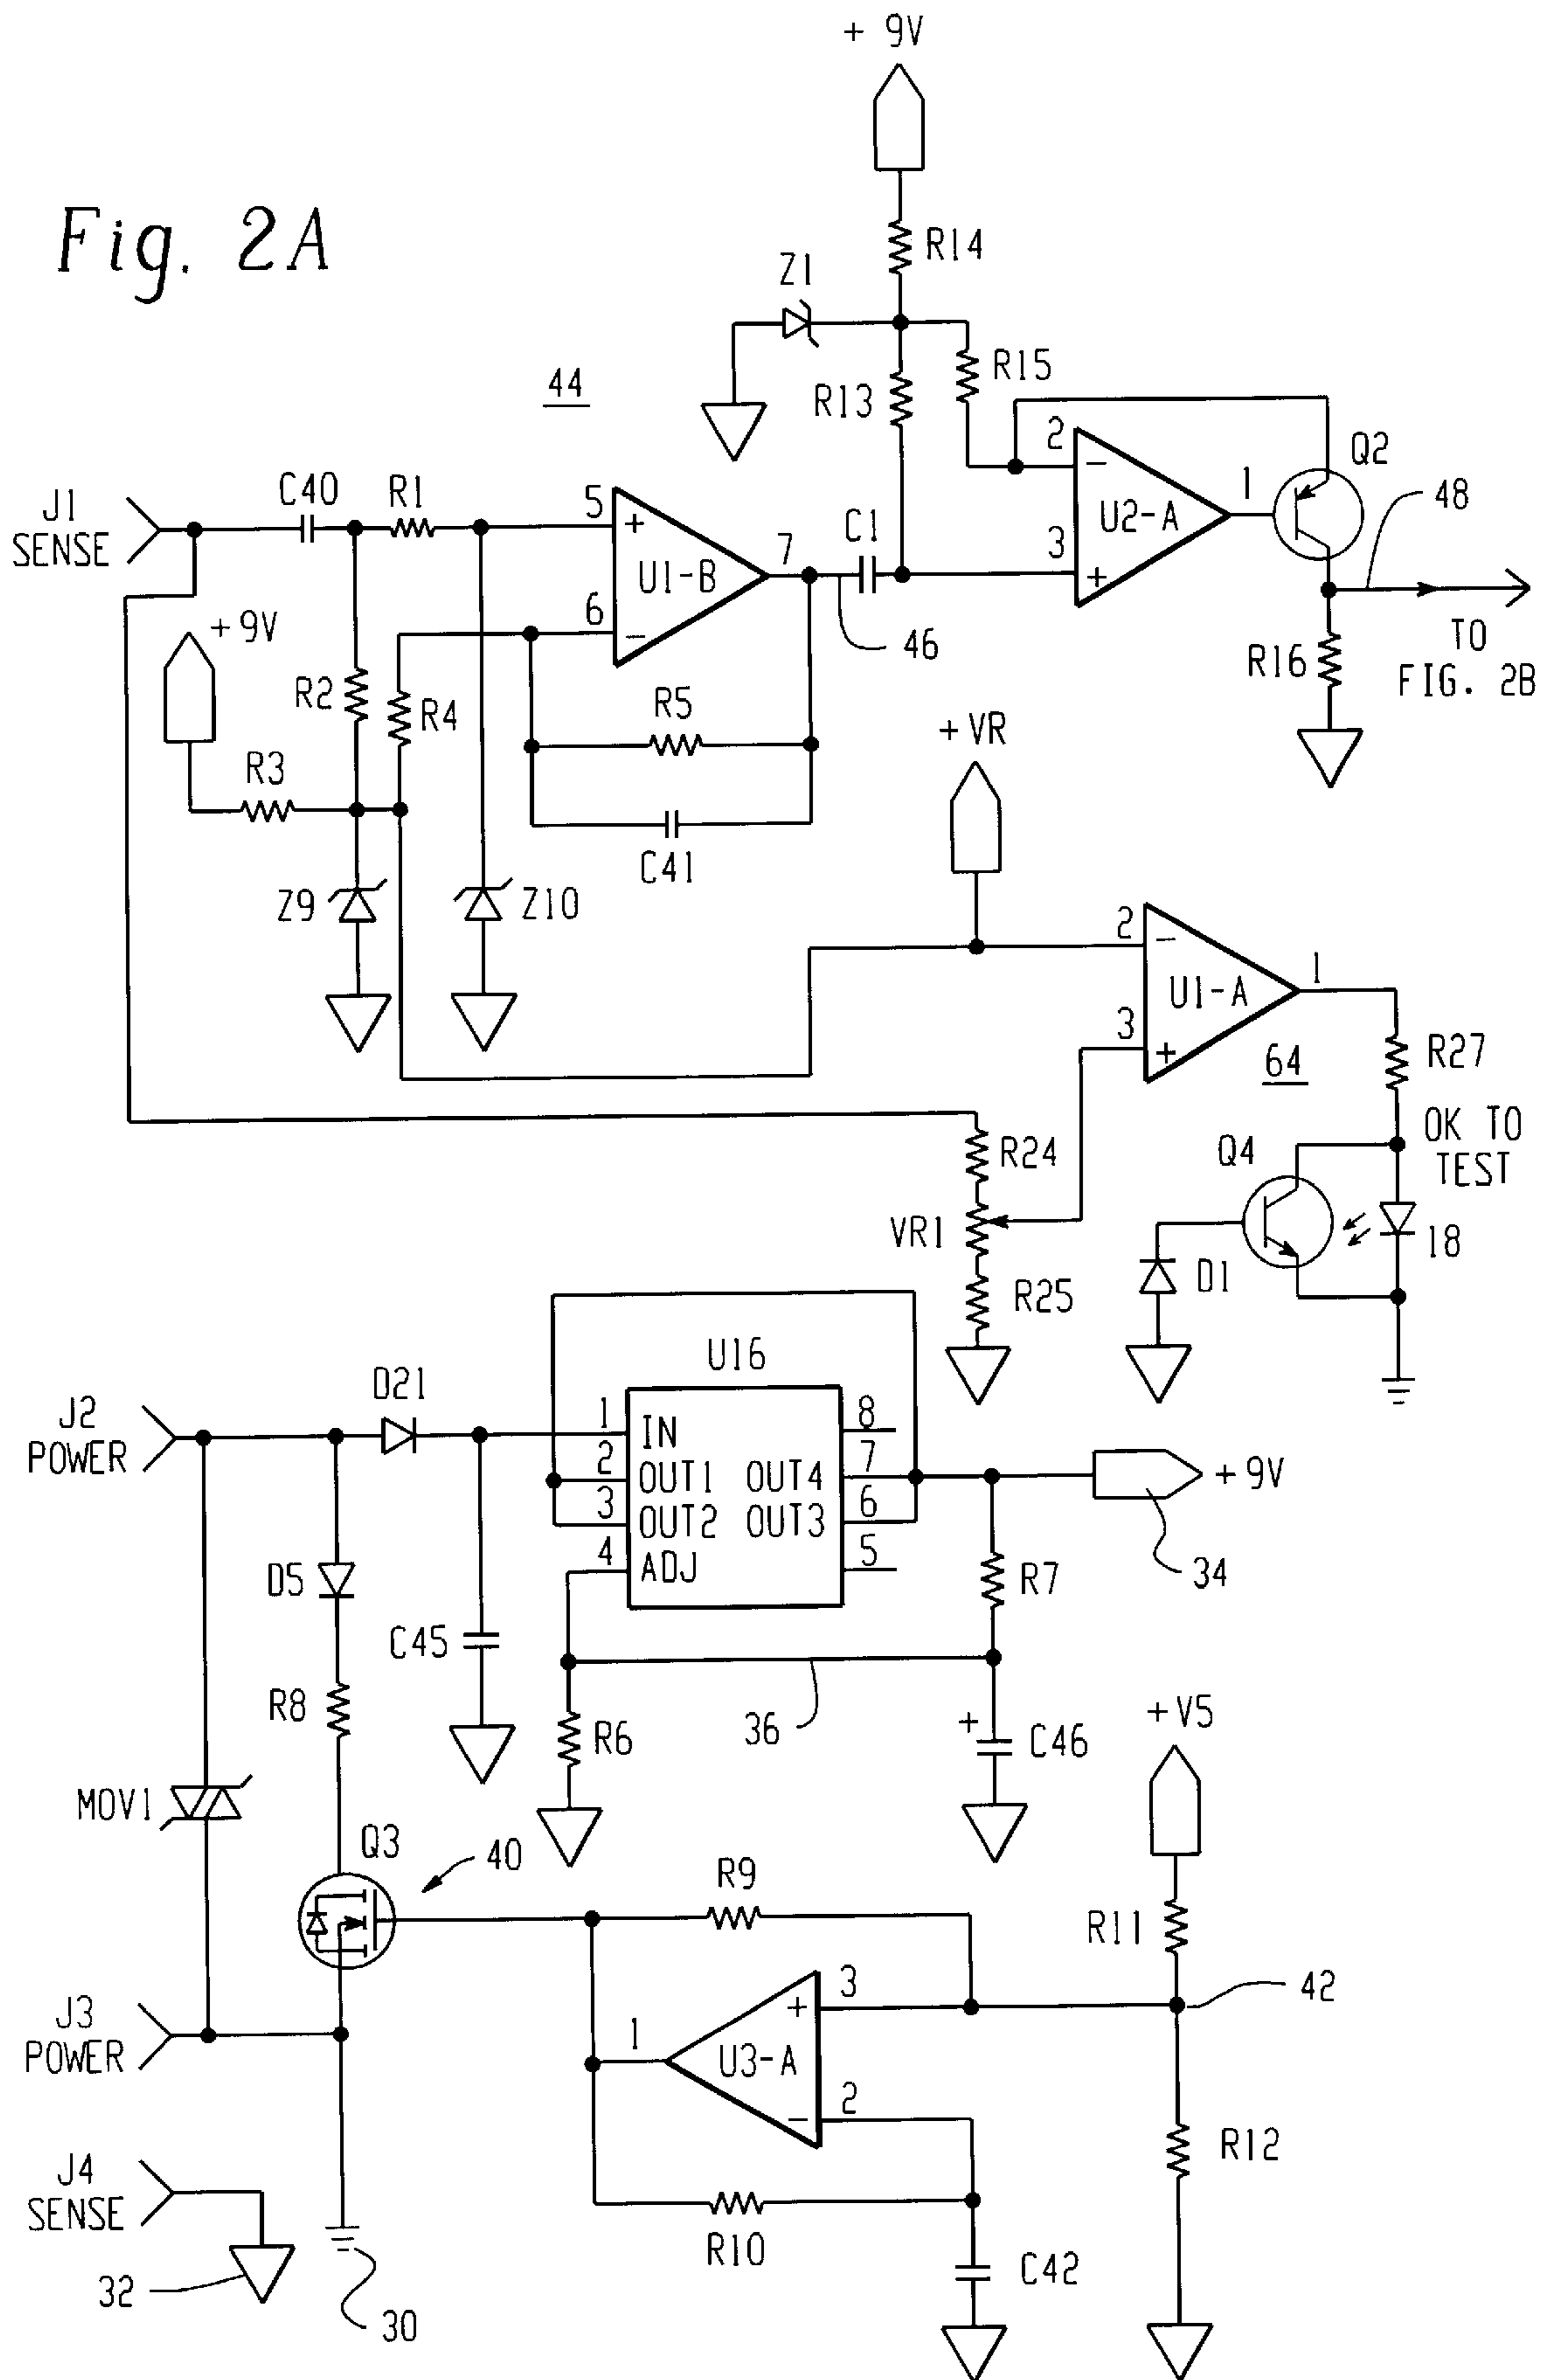 + 9V
Fig. 2A
R14
Z1
R15
R13
44
2
−
Q2
J1
SENSE
C40
R1
5
+
U1-B
7
C1
U2-A
1
48
3
+
6
−
46
+9V
R2
R4
R5
R16
TO
FIG. 2B
+VR
R3
C41
Z9
Z10
2
−
U1-A
1
3
+
64
R27
OK TO
TEST
R24
Q4
VR1
18
R25
D1
U16
D21
J2
POWER
1
IN
8
2
OUT1
OUT4
7
+9V
3
OUT2
OUT3
6
4
ADJ
5
34
D5
R7
C45
R8
R6
36
+
C46
+V5
MOV1
Q3
40
R9
R11
42
J3
POWER
3
+
1
U3-A
2
−
R12
J4
SENSE
R10
C42
32
30